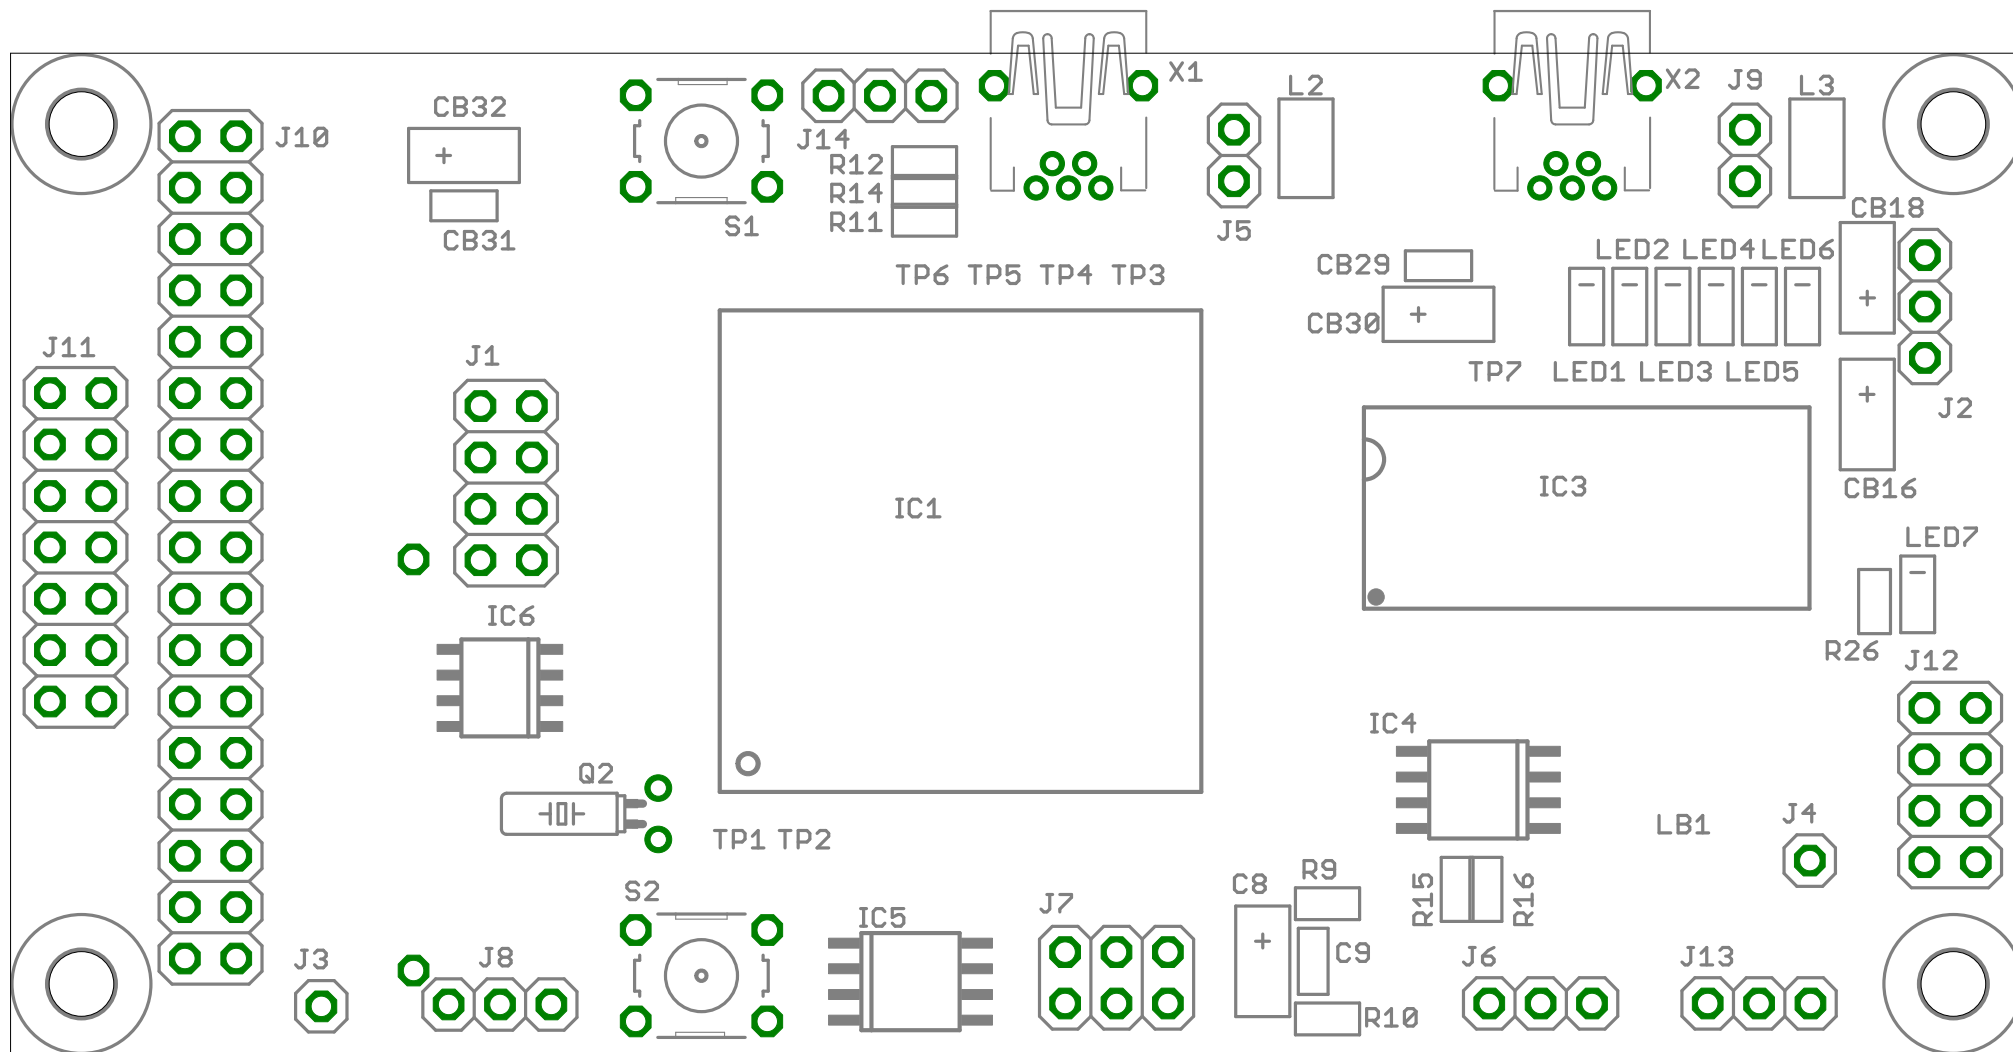 X1
L2
X2
J9
L3
CB32
J10
J14
R12
R14
R11
CB31
S1
J5
CB18
LED2 LED4 LED6
CB29
TP6 TP5 TP4 TP3
CB30
J11
J1
TP7
LED1 LED3 LED5
J2
IC3
CB16
IC1
LED7
IC6
R26
J12
IC4
Q2
J4
LB1
TP1 TP2
R9
S2
C8
R15
R16
J7
IC5
C9
J3
J8
J6
J13
R10